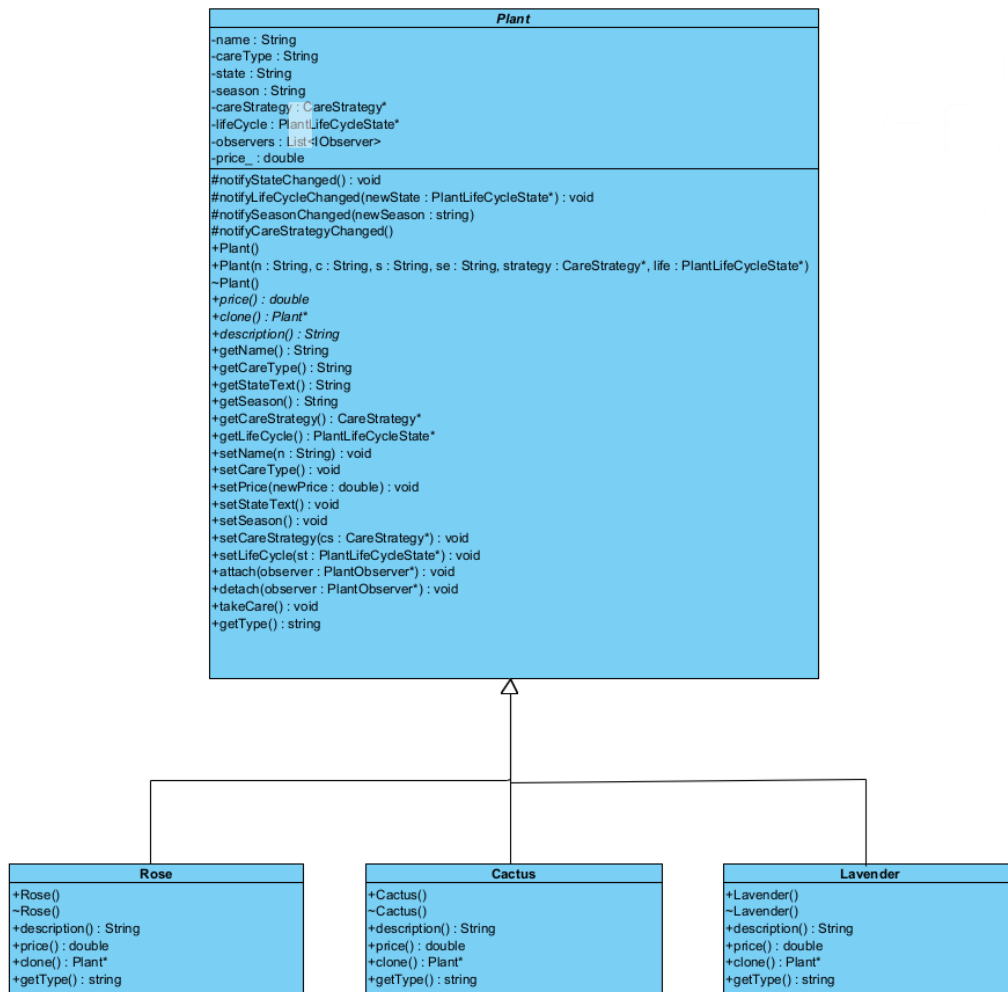 Plant
-name : String
-careType : String
-state : String
-season : String
-careStrategy : CareStrategy*
-lifeCycle : PlantLifeCycleState*
-observers : List<IObserver>
-price_ : double
#notifyStateChanged() : void
#notifyLifeCycleChanged(newState : PlantLifeCycleState*) : void
#notifySeasonChanged(newSeason : string)
#notifyCareStrategyChanged()
+Plant()
+Plant(n : String, c : String, s : String, se : String, strategy : CareStrategy*, life : PlantLifeCycleState*)
~Plant()
+price() : double
+clone() : Plant*
+description() : String
+getName() : String
+getCareType() : String
+getStateText() : String
+getSeason() : String
+getCareStrategy() : CareStrategy*
+getLifeCycle() : PlantLifeCycleState*
+setName(n : String) : void
+setCareType() : void
+setPrice(newPrice : double) : void
+setStateText() : void
+setSeason() : void
+setCareStrategy(cs : CareStrategy*) : void
+setLifeCycle(st : PlantLifeCycleState*) : void
+attach(observer : PlantObserver*) : void
+detach(observer : PlantObserver*) : void
+takeCare() : void
+getType() : string
Rose
+Rose()
~Rose()
+description() : String
+price() : double
+clone() : Plant*
+getType() : string
Cactus
+Cactus()
~Cactus()
+description() : String
+price() : double
+clone() : Plant*
+getType() : string
Lavender
+Lavender()
~Lavender()
+description() : String
+price() : double
+clone() : Plant*
+getType() : string